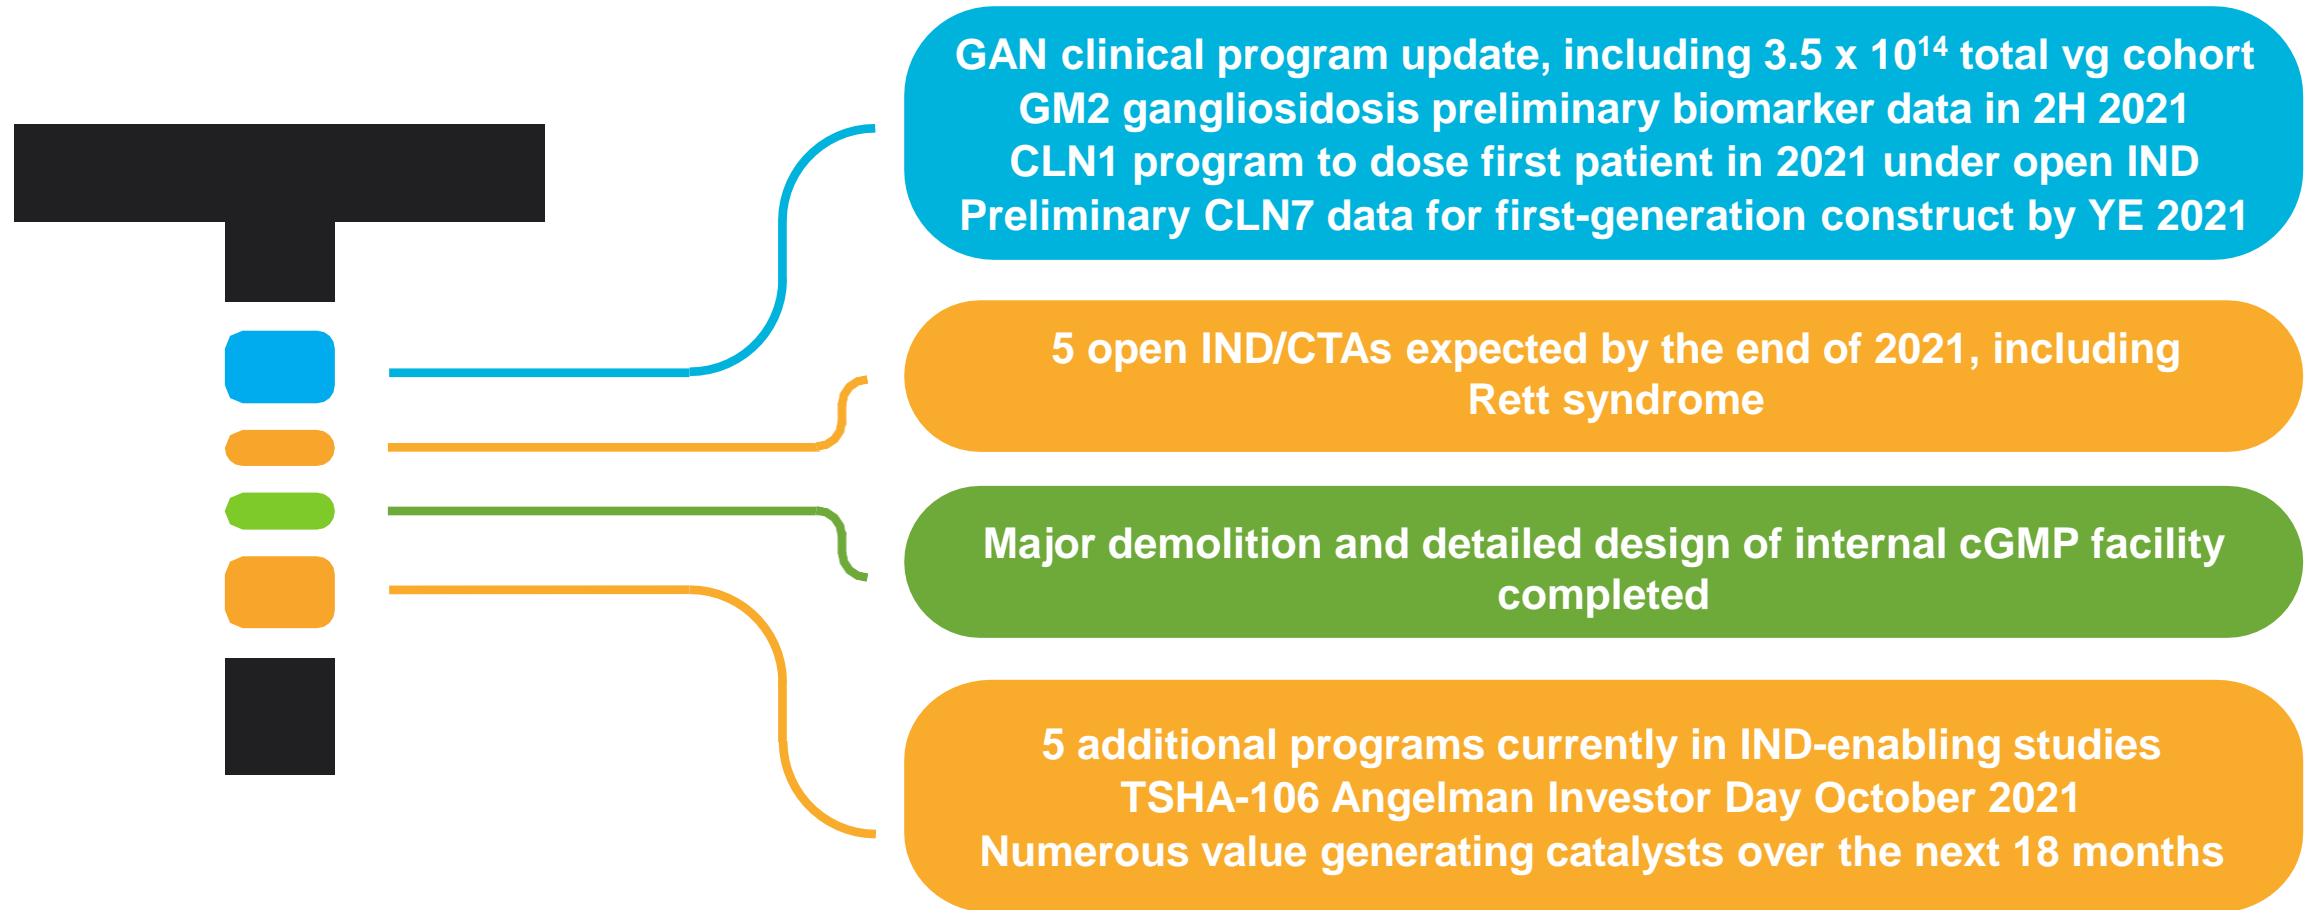 GAN clinical program update, including 3.5 x 10¹⁴ total vg cohort
GM2 gangliosidosis preliminary biomarker data in 2H 2021
CLN1 program to dose first patient in 2021 under open IND
Preliminary CLN7 data for first-generation construct by YE 2021
5 open IND/CTAs expected by the end of 2021, including
Rett syndrome
Major demolition and detailed design of internal cGMP facility
completed
5 additional programs currently in IND-enabling studies
TSHA-106 Angelman Investor Day October 2021
Numerous value generating catalysts over the next 18 months